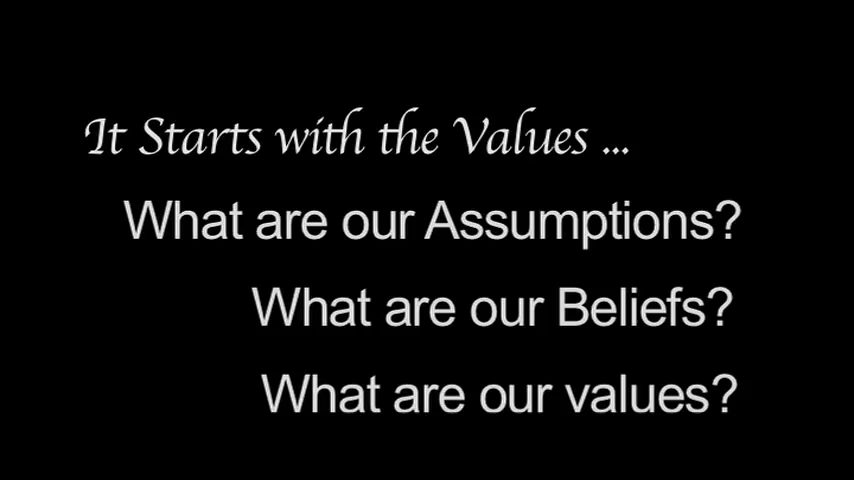 It Starts with the Values ...
What are our Assumptions?
What are our Beliefs?
What are our values?